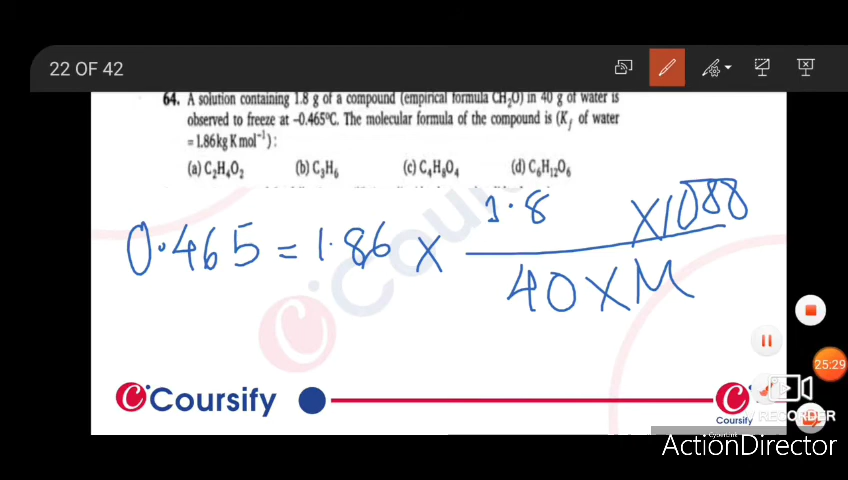 22 OF 42
64. A solution containing 1.8 g of a compound (empirical formula CH₂O) in 40 g of water is
observed to freeze at –0.465°C. The molecular formula of the compound is (K_f of water
= 1.86 kg K mol⁻¹) :
(a) C₂H₄O₂ (b) C₃H₆ (c) C₄H₈O₄ (d) C₆H₁₂O₆
0.465 = 1.86 × 1.8 ×10
40 × M
25:29
Coursify
Coursify
RECORDER
ActionDirector